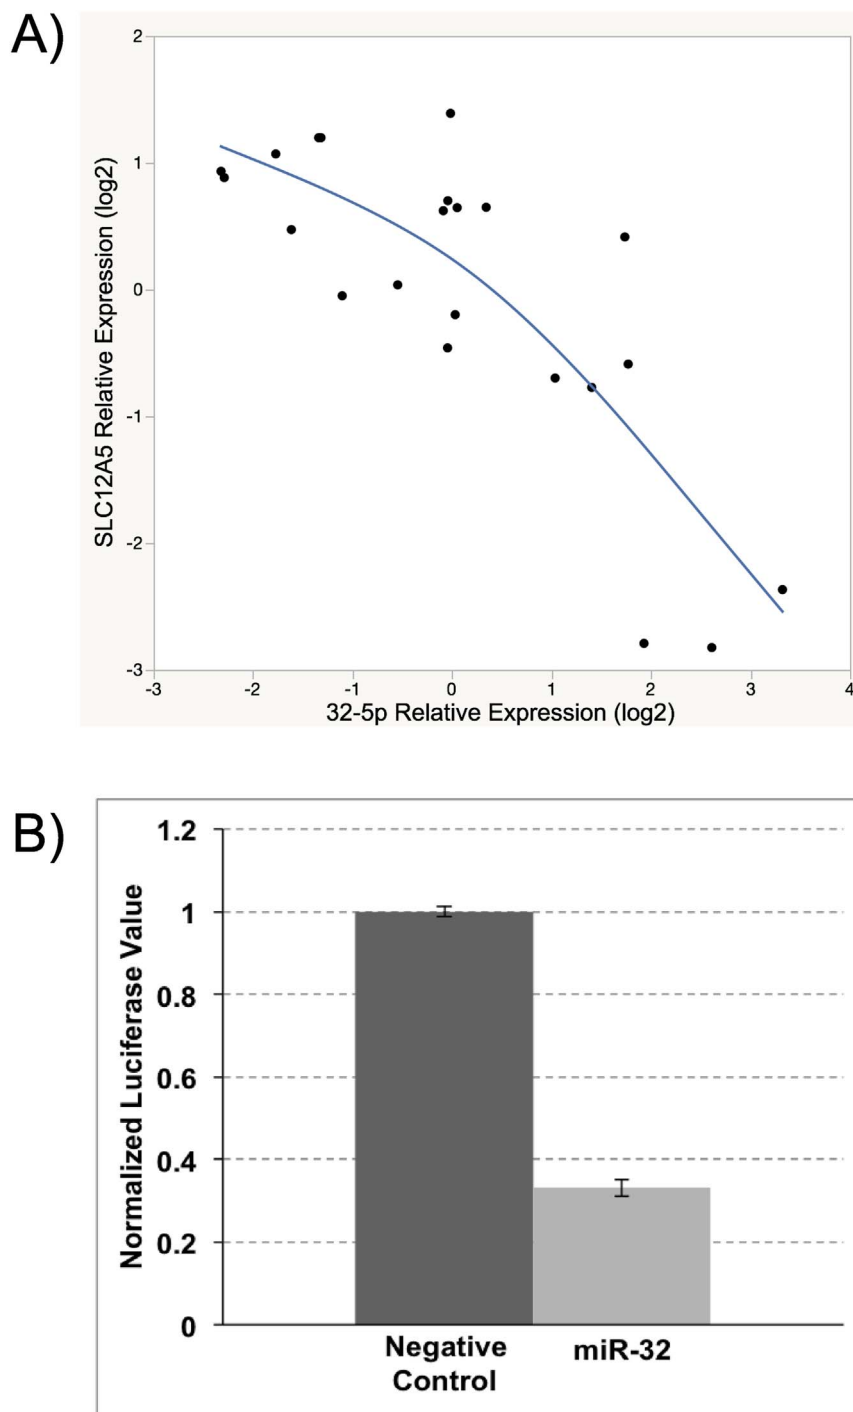 A)
2
1
0
-1
-2
-3
SLC12A5 Relative Expression (log2)
-3 -2 -1 0 1 2 3 4
32-5p Relative Expression (log2)
B)
1.2
1
0.8
0.6
0.4
0.2
0
Normalized Luciferase Value
Negative Control
miR-32